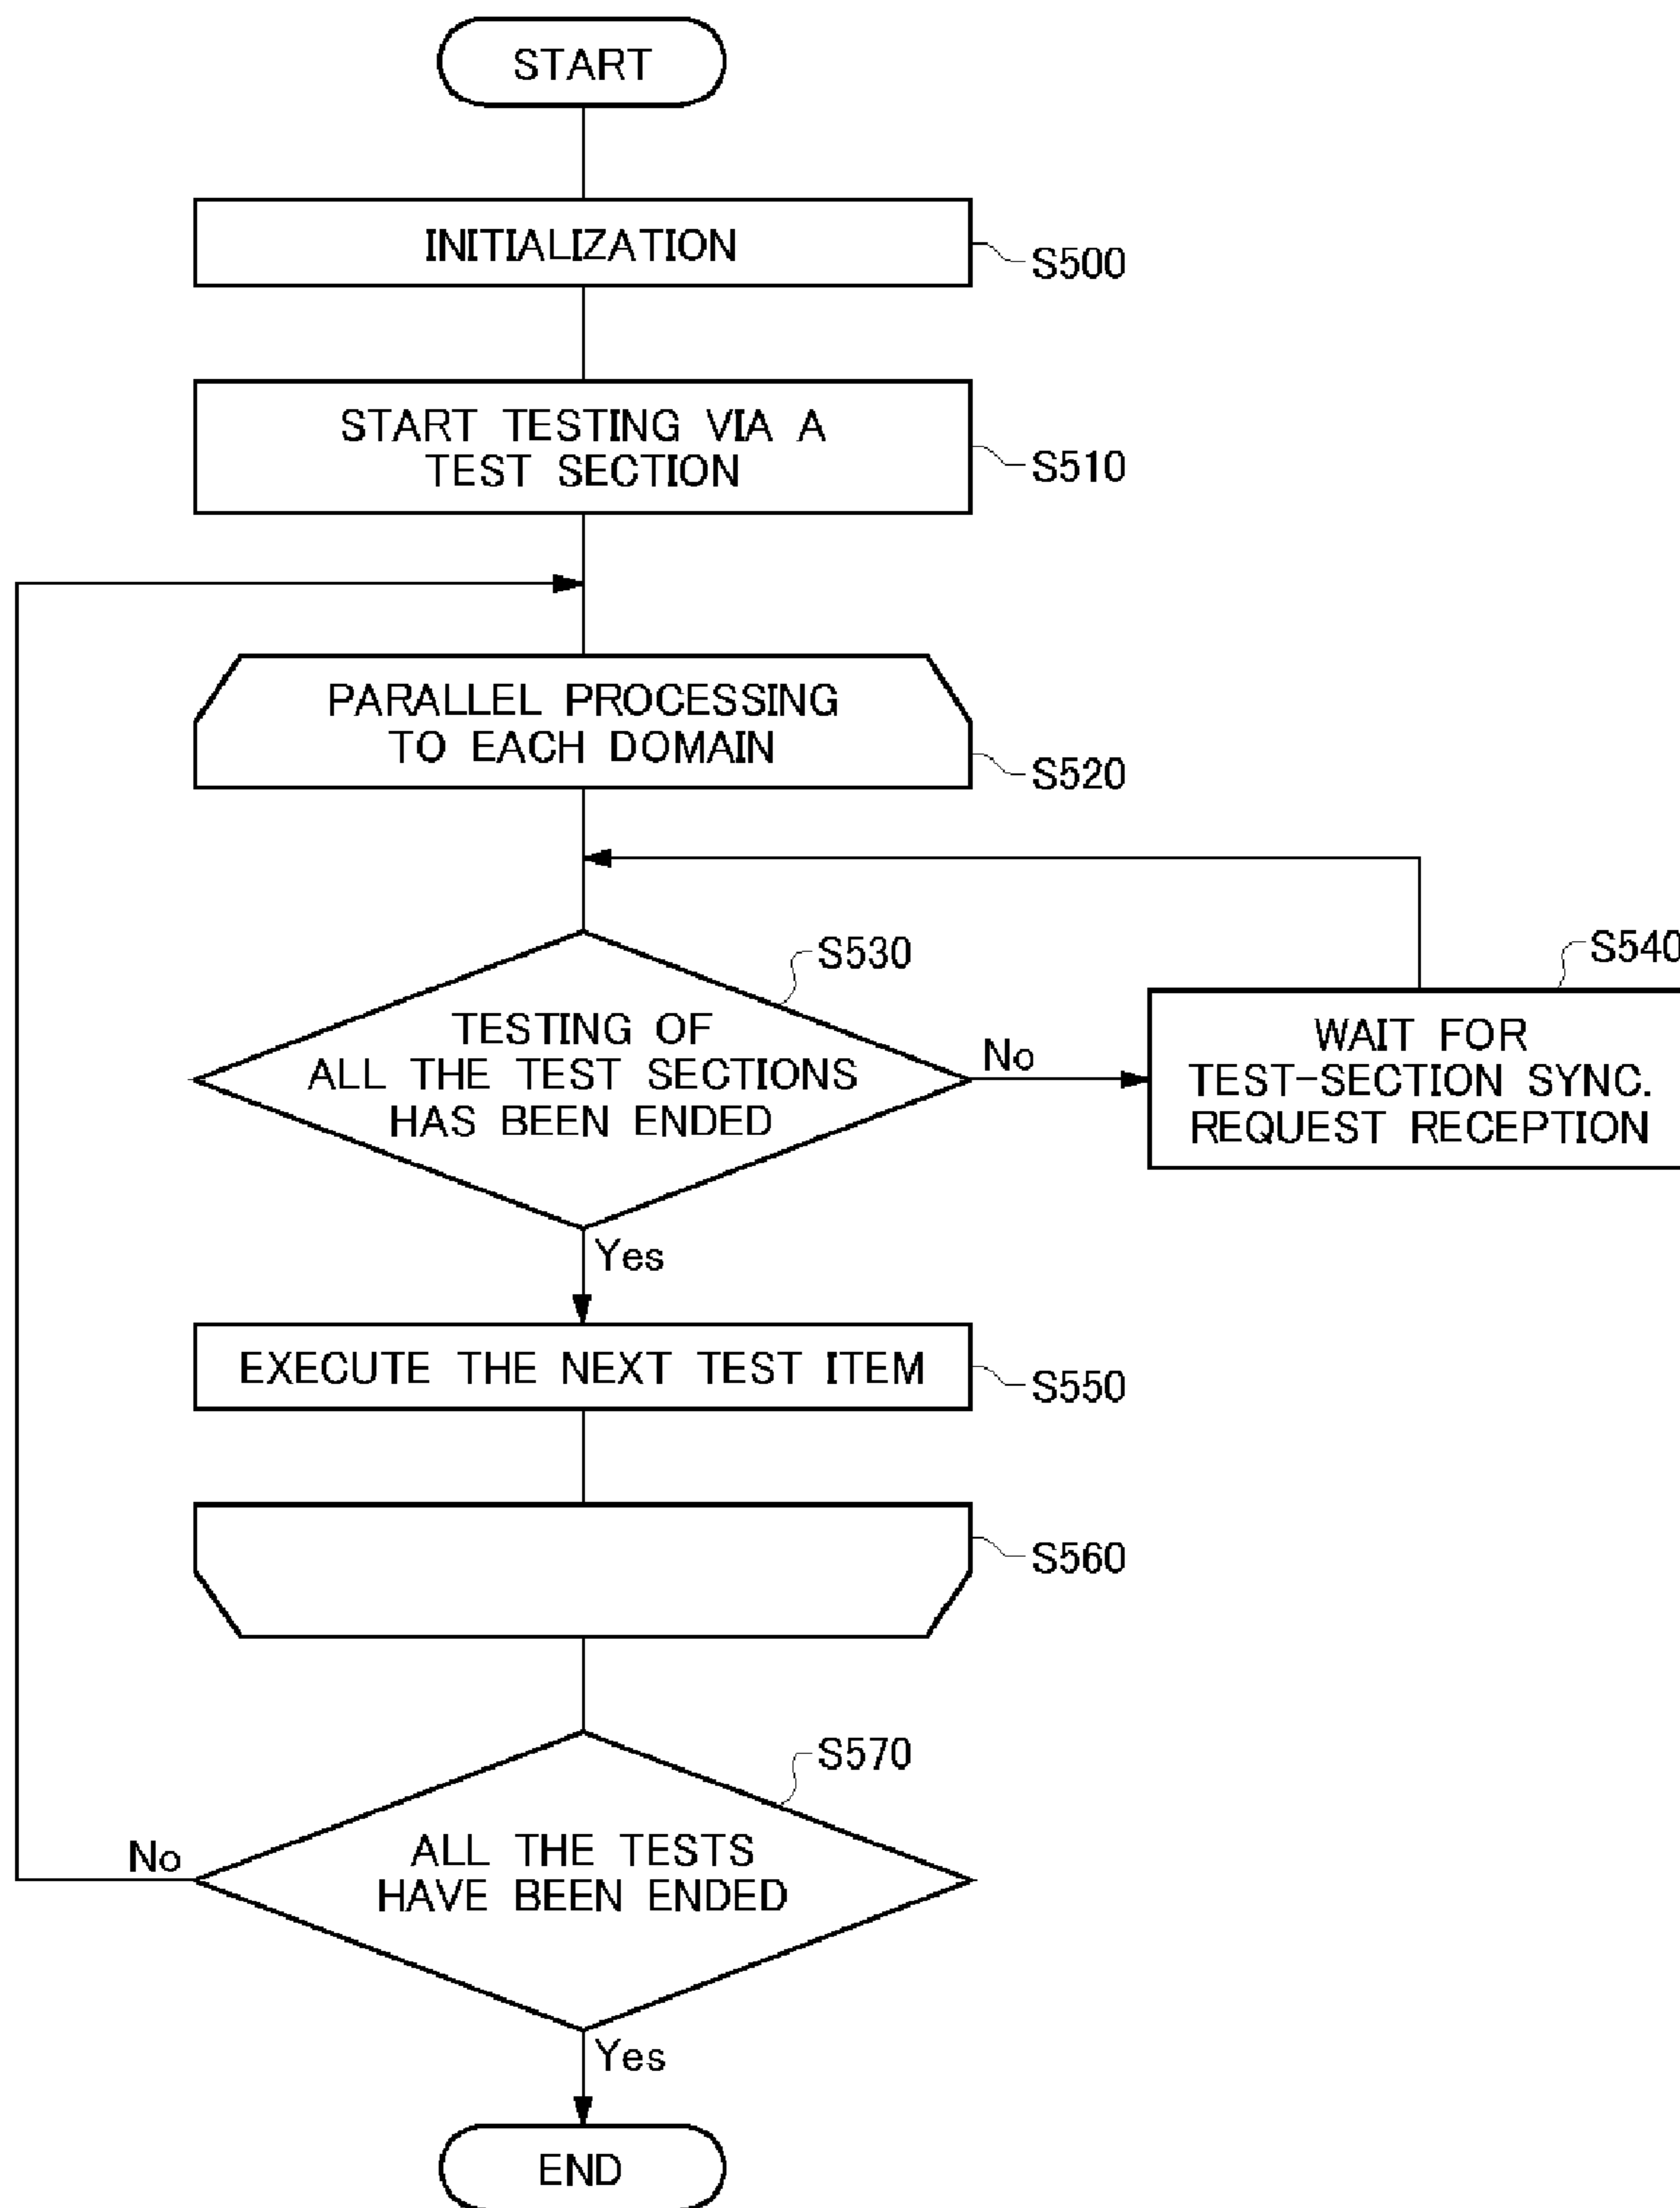 START
INITIALIZATION
S500
START TESTING VIA A
TEST SECTION
S510
PARALLEL PROCESSING
TO EACH DOMAIN
S520
S530
TESTING OF
ALL THE TEST SECTIONS
HAS BEEN ENDED
No
S540
WAIT FOR
TEST-SECTION SYNC.
REQUEST RECEPTION
Yes
EXECUTE THE NEXT TEST ITEM
S550
S560
S570
ALL THE TESTS
HAVE BEEN ENDED
No
Yes
END